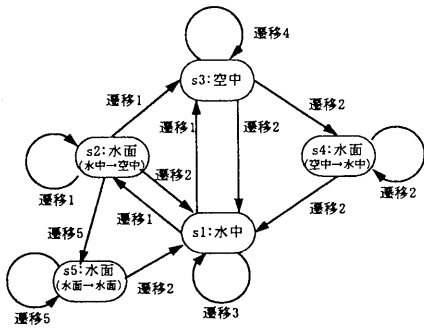 遷移4
s3:空中
遷移1
遷移2
遷移1
遷移2
s2:水面
(水中→空中)
s4:水面
(空中→水中)
遷移2
遷移1
遷移1
遷移2
遷移2
遷移5
s1:水中
s5:水面
(水面→水面)
遷移2
遷移3
遷移5